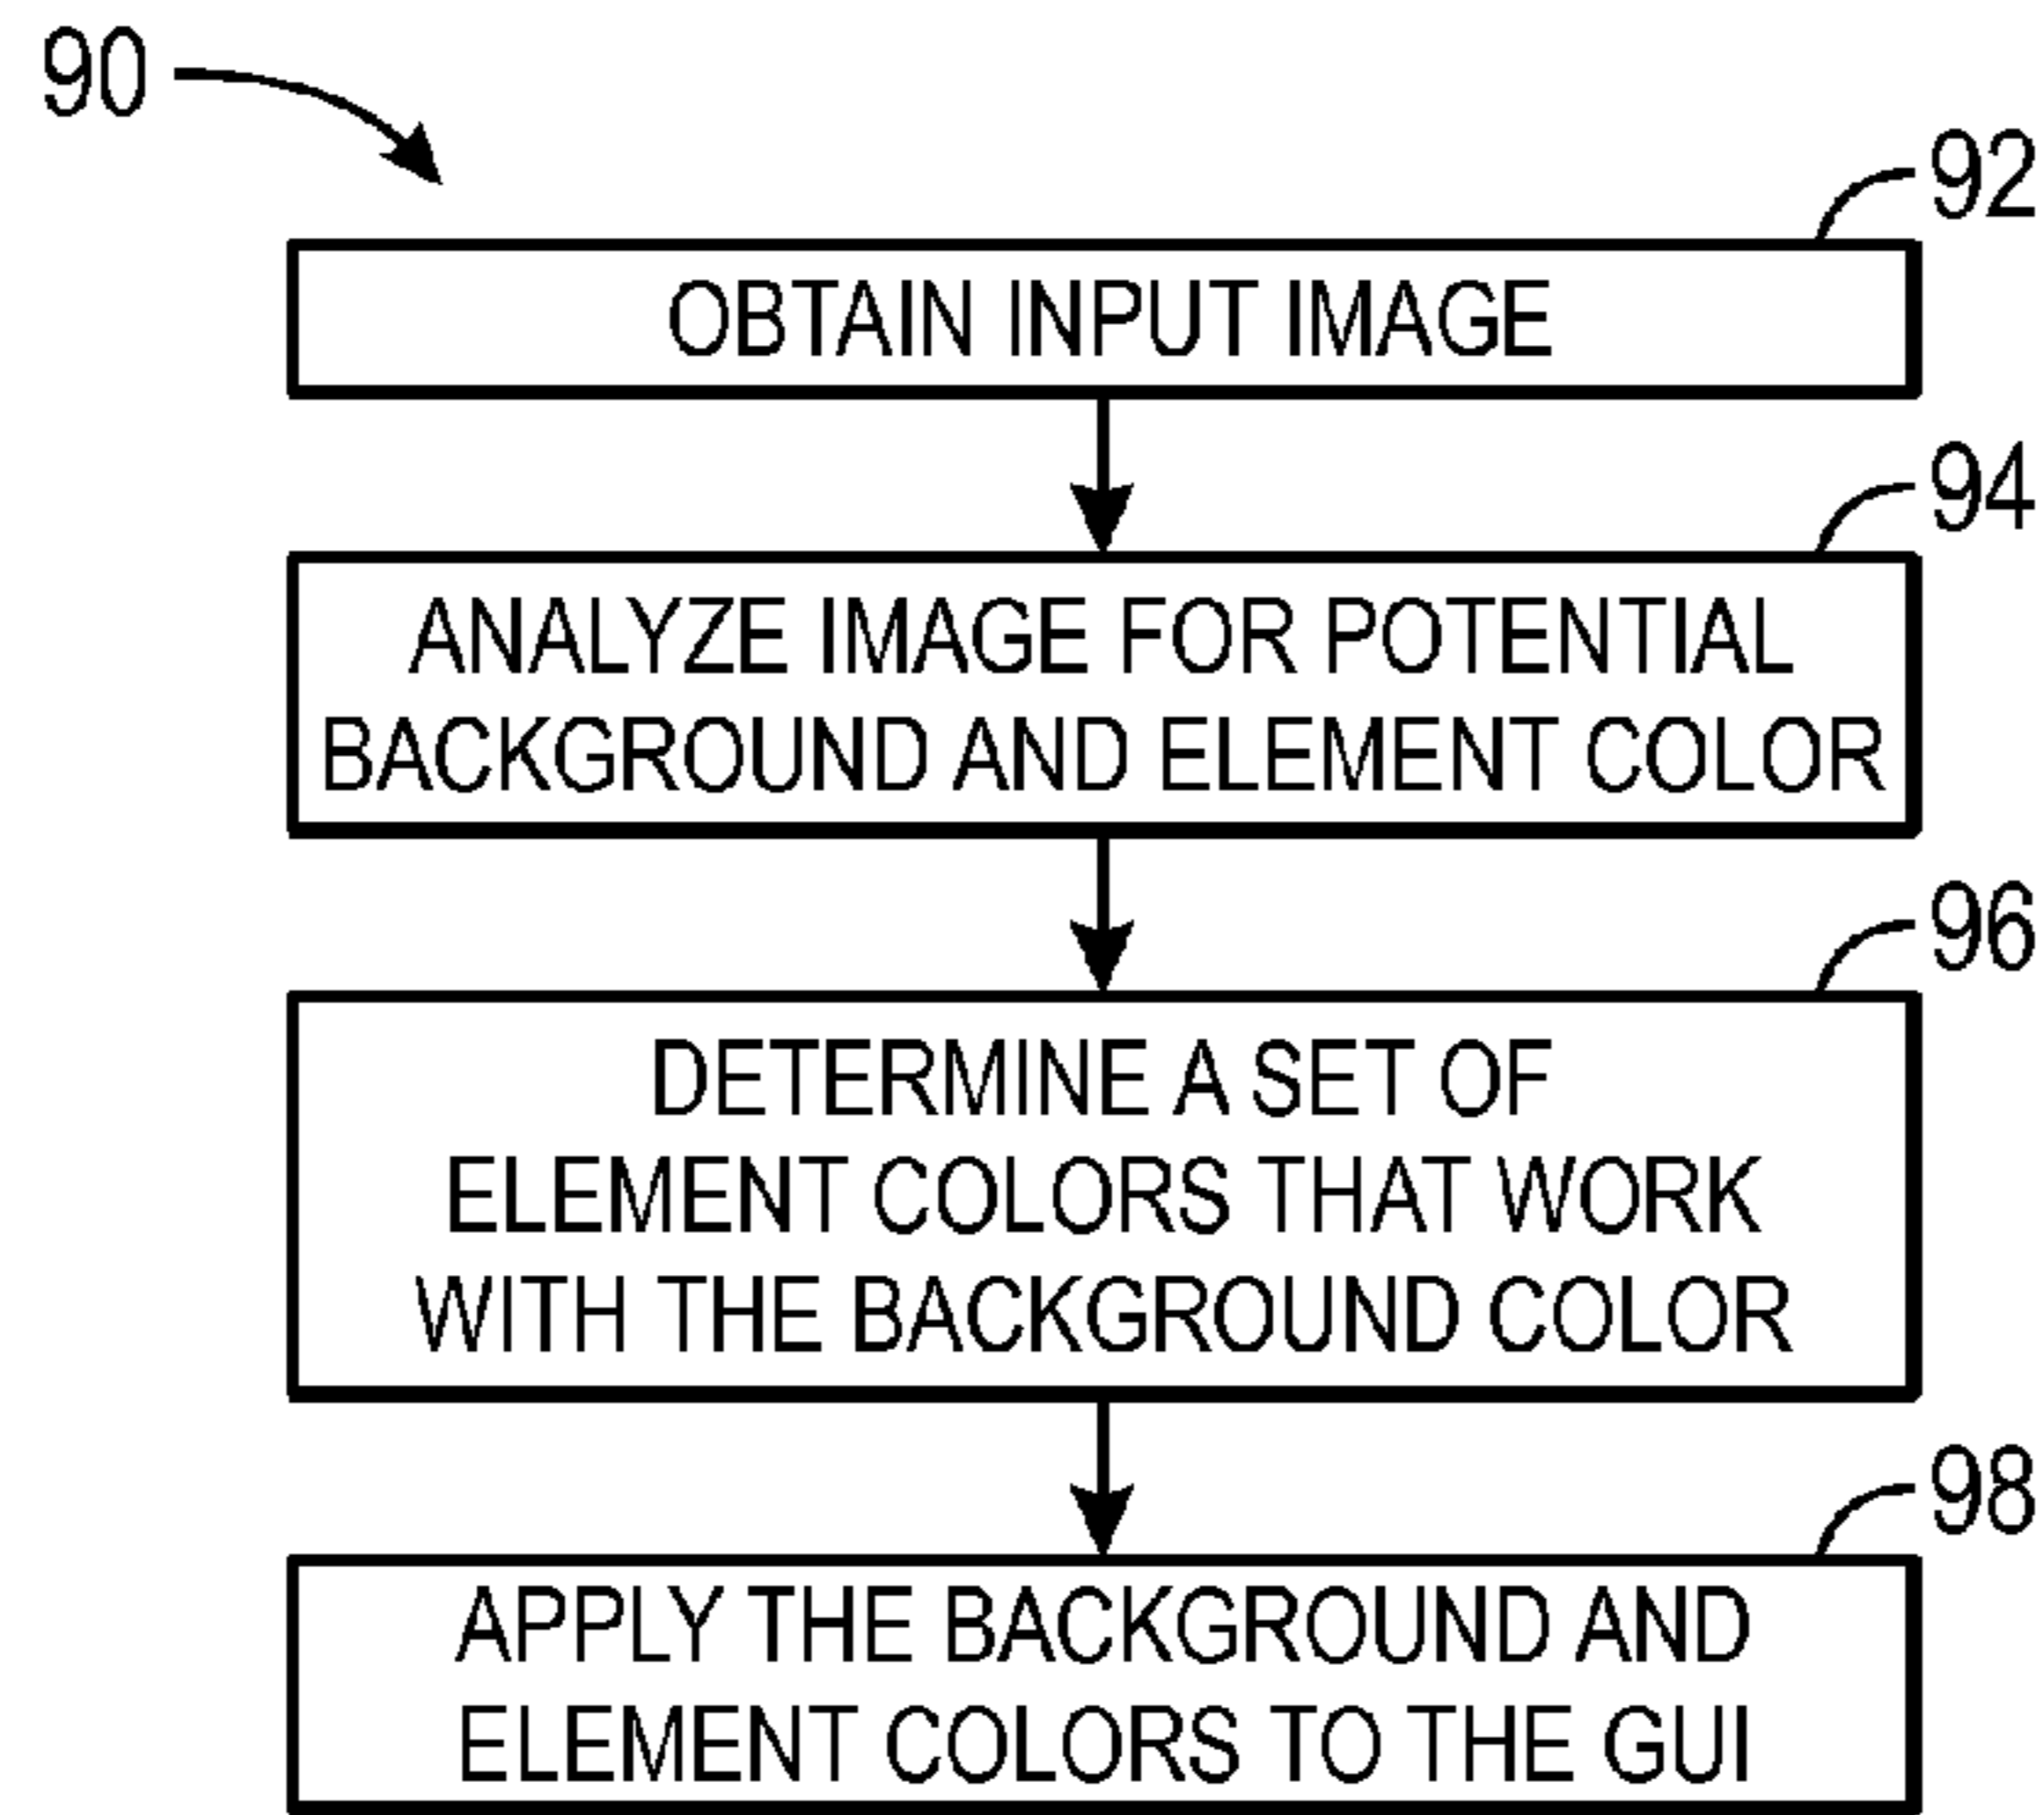 90
92
OBTAIN INPUT IMAGE
94
ANALYZE IMAGE FOR POTENTIAL
BACKGROUND AND ELEMENT COLOR
96
DETERMINE A SET OF
ELEMENT COLORS THAT WORK
WITH THE BACKGROUND COLOR
98
APPLY THE BACKGROUND AND
ELEMENT COLORS TO THE GUI